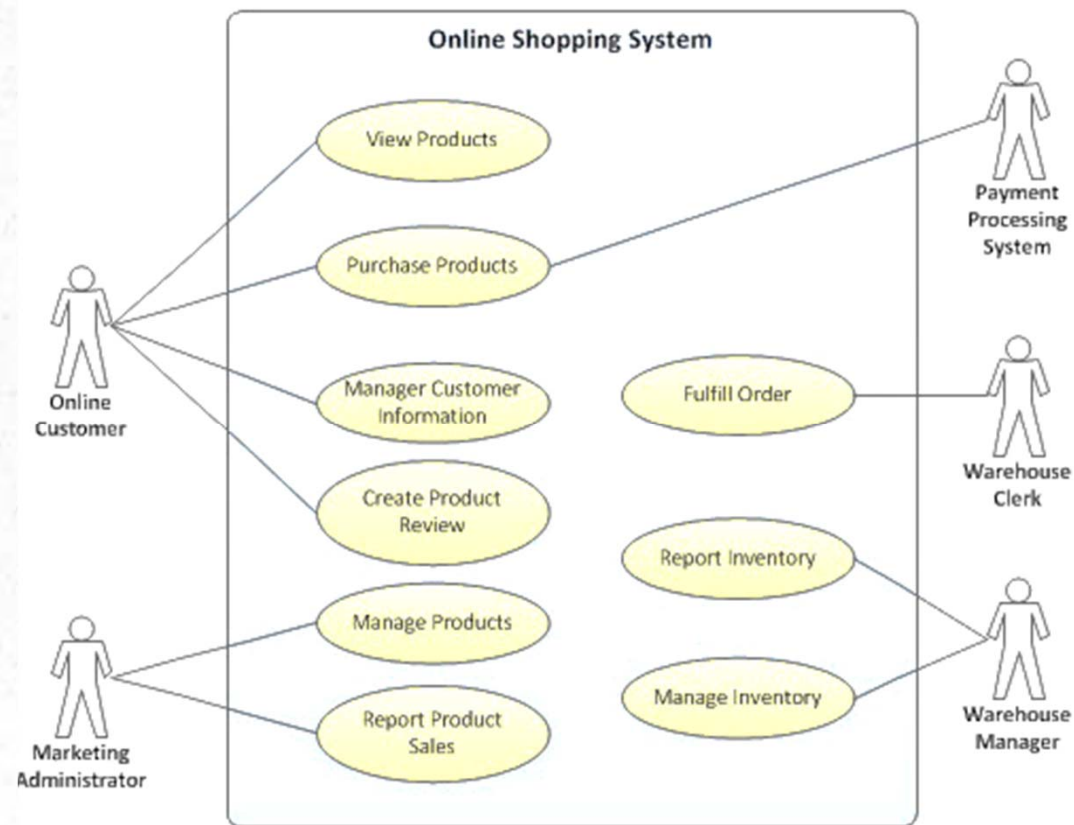 Online Shopping System
View Products
Payment
Processing
System
Purchase Products
Online
Customer
Manager Customer
Information
Fulfill Order
Warehouse
Clerk
Create Product
Review
Report Inventory
Manage Products
Marketing
Administrator
Report Product
Sales
Manage Inventory
Warehouse
Manager